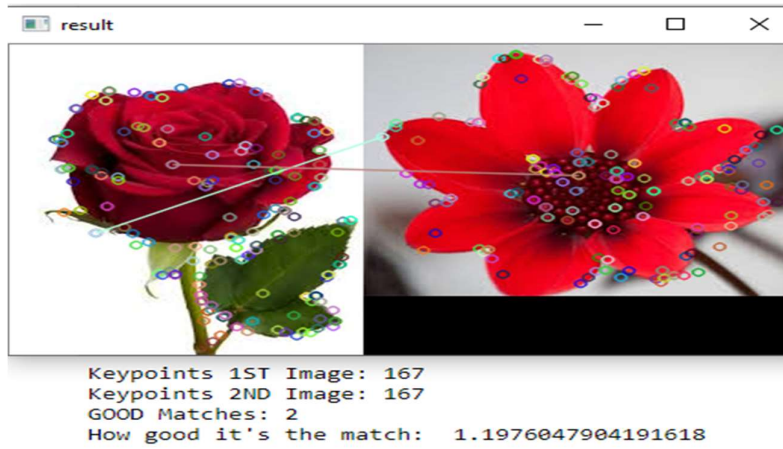 result
Keypoints 1ST Image: 167
Keypoints 2ND Image: 167
GOOD Matches: 2
How good it's the match:  1.1976047904191618